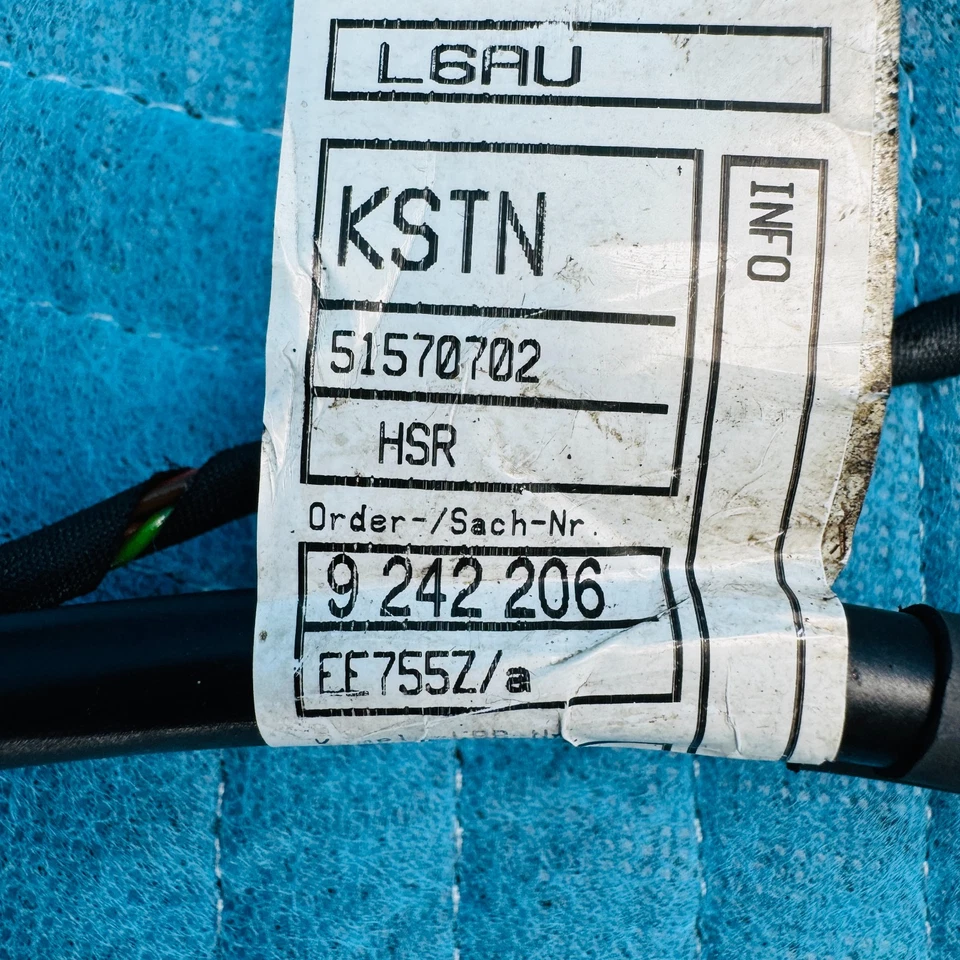 L6AU
KSTN
INFO
51570702
HSR
Order-/Sach-Nr.
9 242 206
EE755Z/a